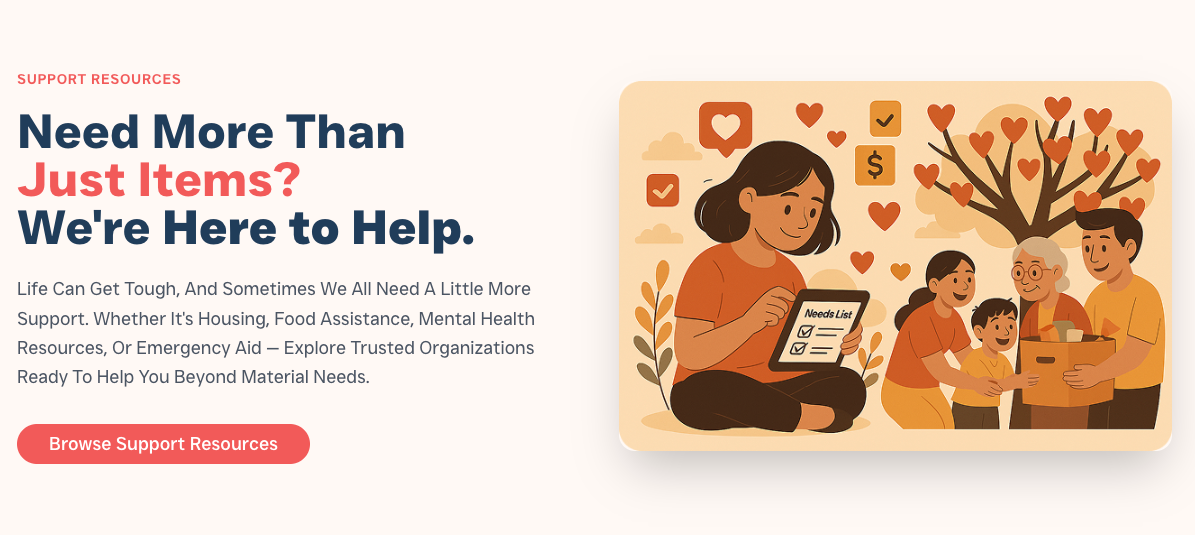 SUPPORT RESOURCES
Need More Than
Just Items?
We're Here to Help.
Life Can Get Tough, And Sometimes We All Need A Little More
Support. Whether It's Housing, Food Assistance, Mental Health
Resources, Or Emergency Aid — Explore Trusted Organizations
Ready To Help You Beyond Material Needs.
Browse Support Resources
$
Needs List